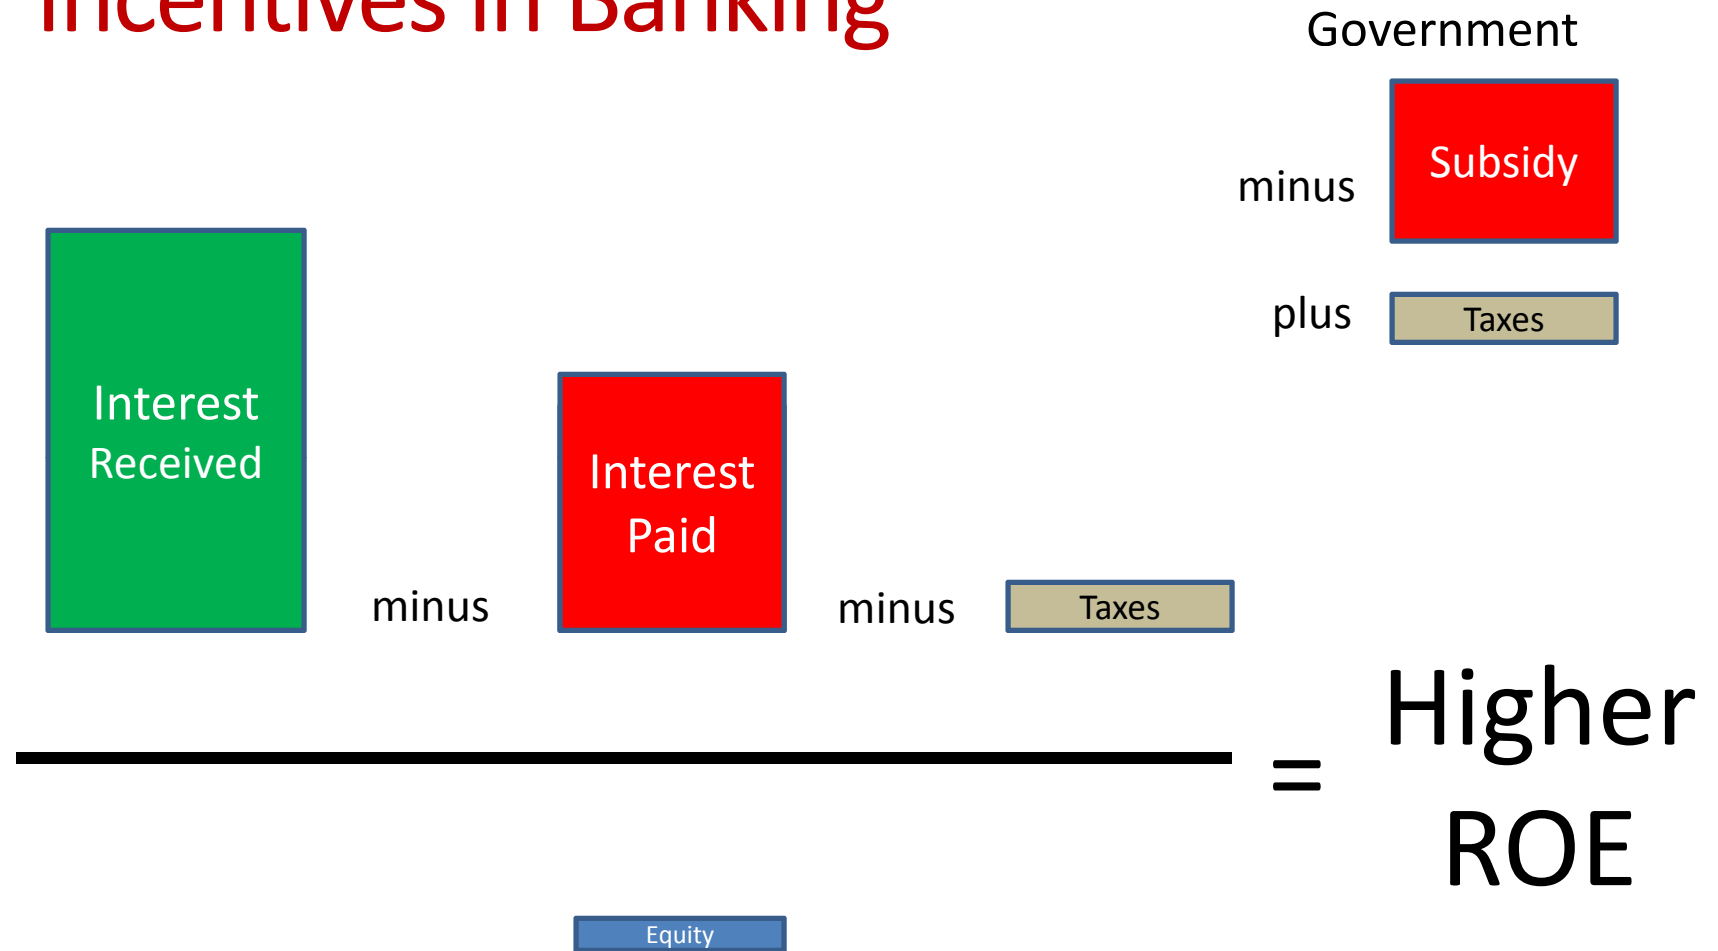 Incentives in Banking
Government
minus
Subsidy
plus
Taxes
Interest
Received
minus
Interest
Paid
minus
Taxes
=
Higher
ROE
Equity